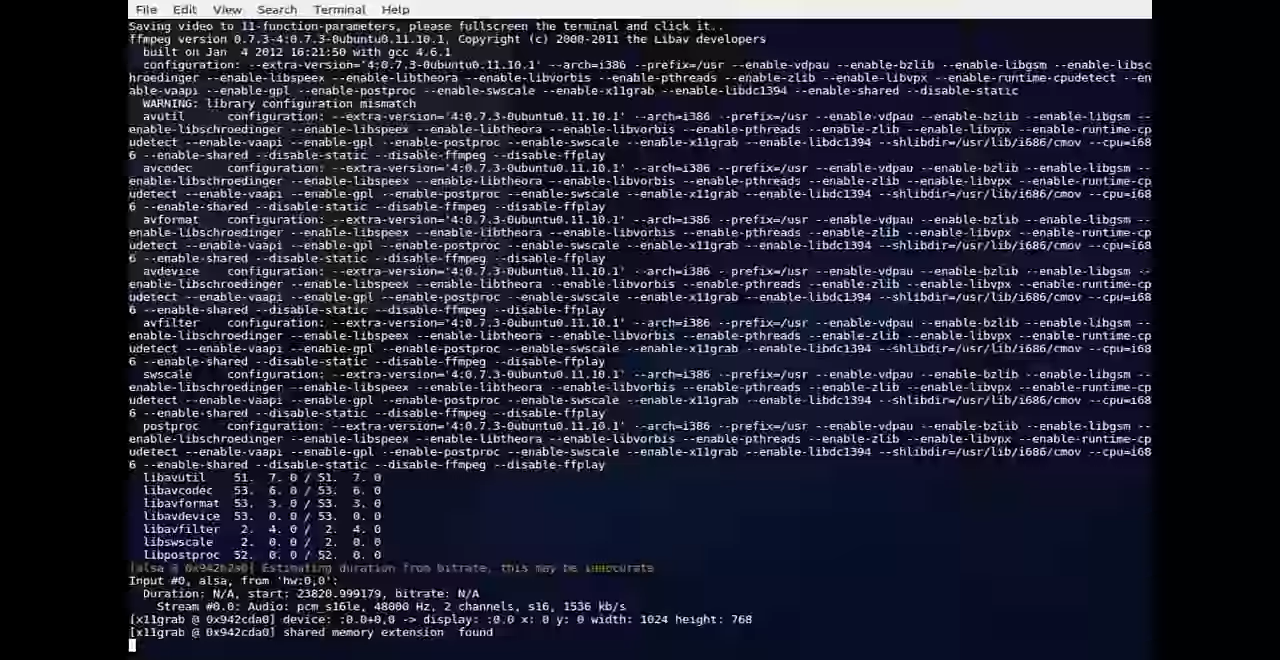 File Edit View Search Terminal Help
Saving video to 11-function-parameters, please fullscreen the terminal and click it..
ffmpeg version 0.7.3-4:0.7.3-0ubuntu0.11.10.1, Copyright (c) 2000-2011 the Libav developers
built on Jan 4 2012 16:21:50 with gcc 4.6.1
configuration: --extra-version='4:0.7.3-0ubuntu0.11.10.1' --arch=i386 --prefix=/usr --enable-vdpau --enable-bzlib --enable-libgsm --enable-libsc
hroedinger --enable-libspeex --enable-libtheora --enable-libvorbis --enable-pthreads --enable-zlib --enable-libvpx --enable-runtime-cpudetect --en
able-vaapi --enable-gpl --enable-postproc --enable-swscale --enable-x11grab --enable-libdc1394 --enable-shared --disable-static
WARNING: library configuration mismatch
avutil configuration: --extra-version='4:0.7.3-0ubuntu0.11.10.1' --arch=i386 --prefix=/usr --enable-vdpau --enable-bzlib --enable-libgsm --
enable-libschroedinger --enable-libspeex --enable-libtheora --enable-libvorbis --enable-pthreads --enable-zlib --enable-libvpx --enable-runtime-cp
udetect --enable-vaapi --enable-gpl --enable-postproc --enable-swscale --enable-x11grab --enable-libdc1394 --shlibdir=/usr/lib/i686/cmov --cpu=i68
6 --enable-shared --disable-static --disable-ffmpeg --disable-ffplay
avcodec configuration: --extra-version='4:0.7.3-0ubuntu0.11.10.1' --arch=i386 --prefix=/usr --enable-vdpau --enable-bzlib --enable-libgsm --
enable-libschroedinger --enable-libspeex --enable-libtheora --enable-libvorbis --enable-pthreads --enable-zlib --enable-libvpx --enable-runtime-cp
udetect --enable-vaapi --enable-gpl --enable-postproc --enable-swscale --enable-x11grab --enable-libdc1394 --shlibdir=/usr/lib/i686/cmov --cpu=i68
6 --enable-shared --disable-static --disable-ffmpeg --disable-ffplay
avformat configuration: --extra-version='4:0.7.3-0ubuntu0.11.10.1' --arch=i386 --prefix=/usr --enable-vdpau --enable-bzlib --enable-libgsm --
enable-libschroedinger --enable-libspeex --enable-libtheora --enable-libvorbis --enable-pthreads --enable-zlib --enable-libvpx --enable-runtime-cp
udetect --enable-vaapi --enable-gpl --enable-postproc --enable-swscale --enable-x11grab --enable-libdc1394 --shlibdir=/usr/lib/i686/cmov --cpu=i68
6 --enable-shared --disable-static --disable-ffmpeg --disable-ffplay
avdevice configuration: --extra-version='4:0.7.3-0ubuntu0.11.10.1' --arch=i386 --prefix=/usr --enable-vdpau --enable-bzlib --enable-libgsm --
enable-libschroedinger --enable-libspeex --enable-libtheora --enable-libvorbis --enable-pthreads --enable-zlib --enable-libvpx --enable-runtime-cp
udetect --enable-vaapi --enable-gpl --enable-postproc --enable-swscale --enable-x11grab --enable-libdc1394 --shlibdir=/usr/lib/i686/cmov --cpu=i68
6 --enable-shared --disable-static --disable-ffmpeg --disable-ffplay
avfilter configuration: --extra-version='4:0.7.3-0ubuntu0.11.10.1' --arch=i386 --prefix=/usr --enable-vdpau --enable-bzlib --enable-libgsm --
enable-libschroedinger --enable-libspeex --enable-libtheora --enable-libvorbis --enable-pthreads --enable-zlib --enable-libvpx --enable-runtime-cp
udetect --enable-vaapi --enable-gpl --enable-postproc --enable-swscale --enable-x11grab --enable-libdc1394 --shlibdir=/usr/lib/i686/cmov --cpu=i68
6 --enable-shared --disable-static --disable-ffmpeg --disable-ffplay
swscale configuration: --extra-version='4:0.7.3-0ubuntu0.11.10.1' --arch=i386 --prefix=/usr --enable-vdpau --enable-bzlib --enable-libgsm --
enable-libschroedinger --enable-libspeex --enable-libtheora --enable-libvorbis --enable-pthreads --enable-zlib --enable-libvpx --enable-runtime-cp
udetect --enable-vaapi --enable-gpl --enable-postproc --enable-swscale --enable-x11grab --enable-libdc1394 --shlibdir=/usr/lib/i686/cmov --cpu=i68
6 --enable-shared --disable-static --disable-ffmpeg --disable-ffplay
postproc configuration: --extra-version='4:0.7.3-0ubuntu0.11.10.1' --arch=i386 --prefix=/usr --enable-vdpau --enable-bzlib --enable-libgsm --
enable-libschroedinger --enable-libspeex --enable-libtheora --enable-libvorbis --enable-pthreads --enable-zlib --enable-libvpx --enable-runtime-cp
udetect --enable-vaapi --enable-gpl --enable-postproc --enable-swscale --enable-x11grab --enable-libdc1394 --shlibdir=/usr/lib/i686/cmov --cpu=i68
6 --enable-shared --disable-static --disable-ffmpeg --disable-ffplay
libavutil 51. 7. 0 / 51. 7. 0
libavcodec 53. 6. 0 / 53. 6. 0
libavformat 53. 3. 0 / 53. 3. 0
libavdevice 53. 0. 0 / 53. 0. 0
libavfilter 2. 4. 0 / 2. 4. 0
libswscale 2. 0. 0 / 2. 0. 0
libpostproc 52. 0. 0 / 52. 0. 0
[alsa @ 0x942b2a0] Estimating duration from bitrate, this may be inaccurate
Input #0, alsa, from 'hw:0,0':
Duration: N/A, start: 23820.999179, bitrate: N/A
Stream #0.0: Audio: pcm_s16le, 48000 Hz, 2 channels, s16, 1536 kb/s
[x11grab @ 0x942cda0] device: :0.0+0,0 -> display: :0.0 x: 0 y: 0 width: 1024 height: 768
[x11grab @ 0x942cda0] shared memory extension found